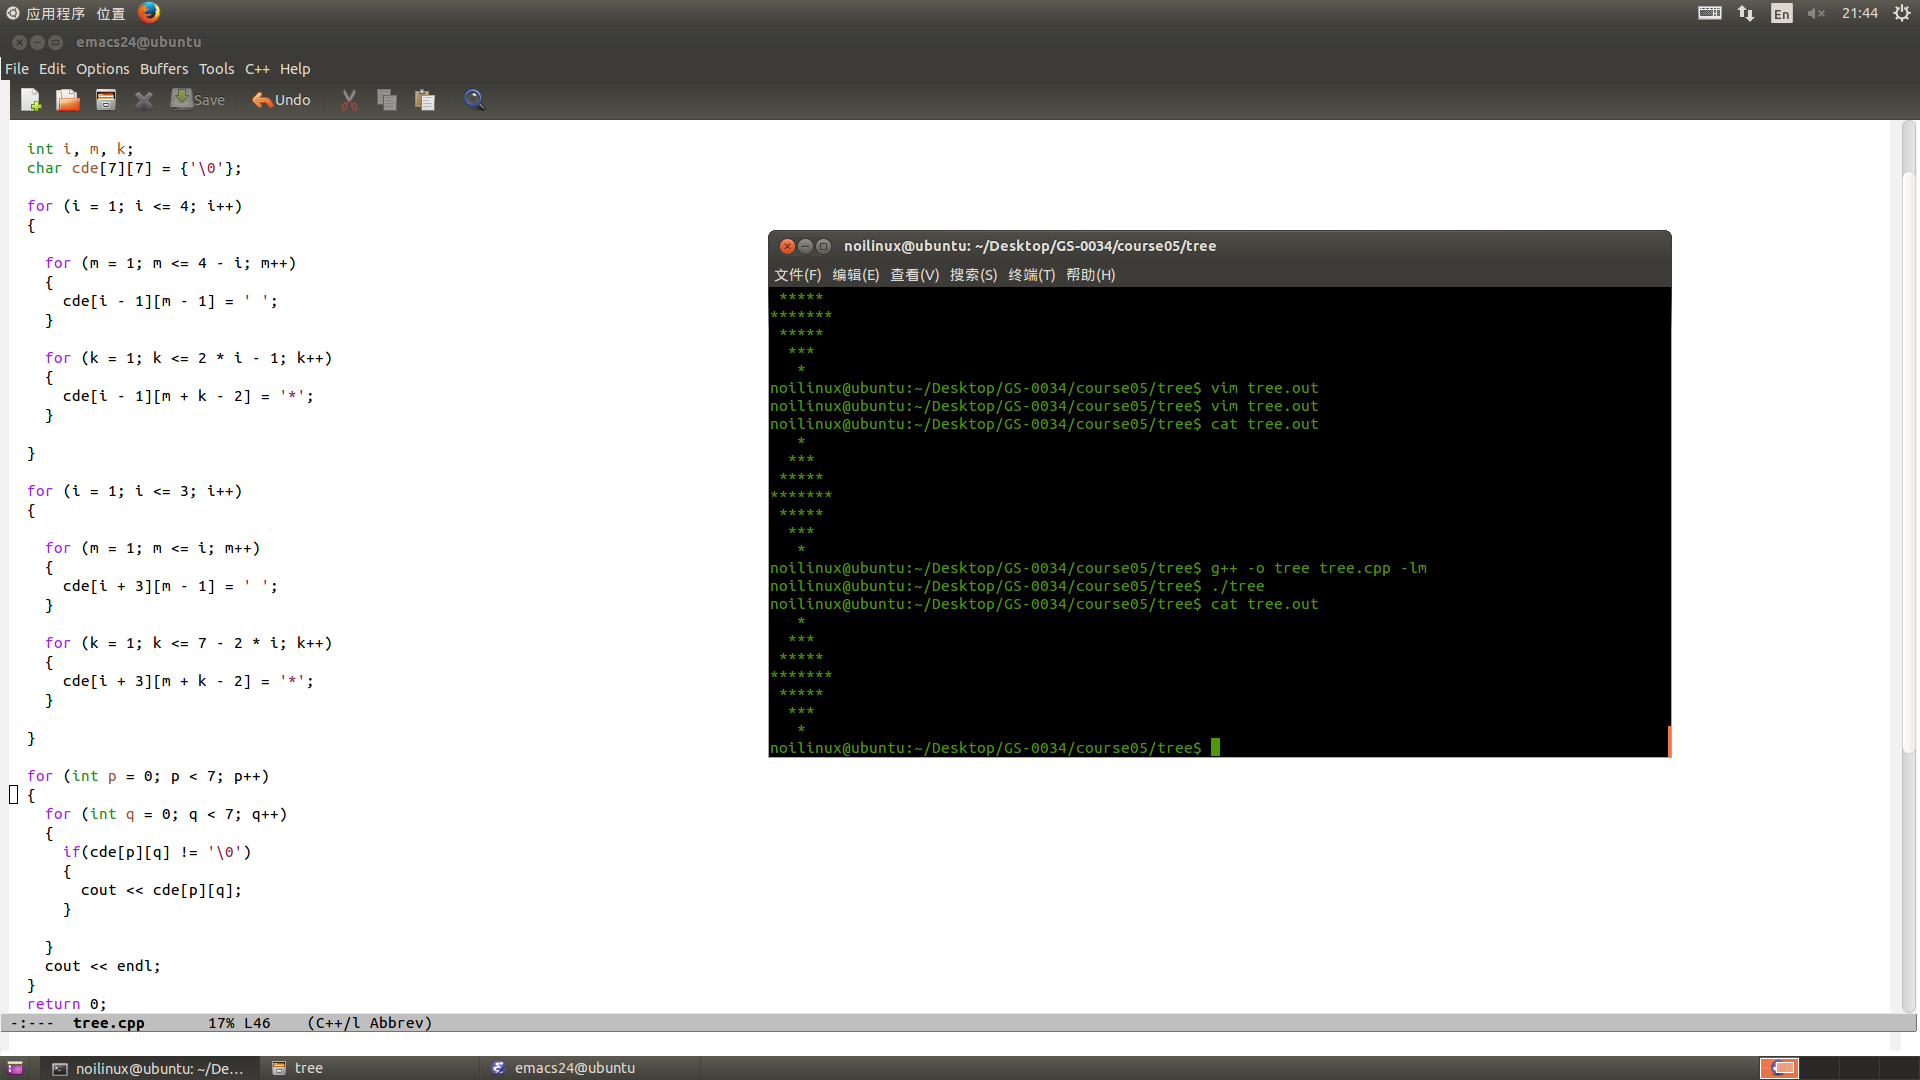 应用程序 位置 En 21:44
emacs24@ubuntu
File Edit Options Buffers Tools C++ Help
Save Undo
int i, m, k;
char cde[7][7] = {'\0'};
for (i = 1; i <= 4; i++)
{
for (m = 1; m <= 4 - i; m++)
{
cde[i - 1][m - 1] = ' ';
}
for (k = 1; k <= 2 * i - 1; k++)
{
cde[i - 1][m + k - 2] = '*';
}
}
for (i = 1; i <= 3; i++)
{
for (m = 1; m <= i; m++)
{
cde[i + 3][m - 1] = ' ';
}
for (k = 1; k <= 7 - 2 * i; k++)
{
cde[i + 3][m + k - 2] = '*';
}
}
for (int p = 0; p < 7; p++)
{
for (int q = 0; q < 7; q++)
{
if(cde[p][q] != '\0')
{
cout << cde[p][q];
}
}
cout << endl;
}
return 0;
-:--- tree.cpp 17% L46 (C++/l Abbrev)
noilinux@ubuntu: ~/Desktop/GS-0034/course05/tree
文件(F) 编辑(E) 查看(V) 搜索(S) 终端(T) 帮助(H)
 *****
*******
 *****
  ***
   *
noilinux@ubuntu:~/Desktop/GS-0034/course05/tree$ vim tree.out
noilinux@ubuntu:~/Desktop/GS-0034/course05/tree$ vim tree.out
noilinux@ubuntu:~/Desktop/GS-0034/course05/tree$ cat tree.out
   *
  ***
 *****
*******
 *****
  ***
   *
noilinux@ubuntu:~/Desktop/GS-0034/course05/tree$ g++ -o tree tree.cpp -lm
noilinux@ubuntu:~/Desktop/GS-0034/course05/tree$ ./tree
noilinux@ubuntu:~/Desktop/GS-0034/course05/tree$ cat tree.out
   *
  ***
 *****
*******
 *****
  ***
   *
noilinux@ubuntu:~/Desktop/GS-0034/course05/tree$
noilinux@ubuntu: ~/De... tree emacs24@ubuntu